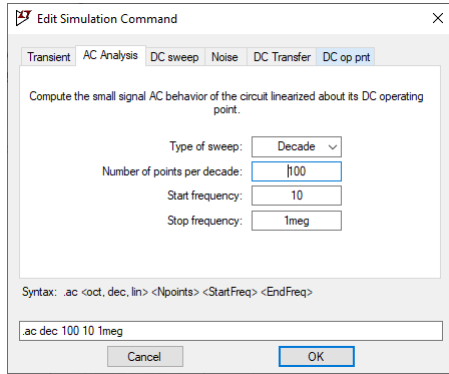 Edit Simulation Command
Transient AC Analysis DC sweep Noise DC Transfer DC op pnt
Compute the small signal AC behavior of the circuit linearized about its DC operating
point.
Type of sweep: Decade
Number of points per decade: 100
Start frequency: 10
Stop frequency: 1meg
Syntax: .ac <oct, dec, lin> <Npoints> <StartFreq> <EndFreq>
.ac dec 100 10 1meg
Cancel OK